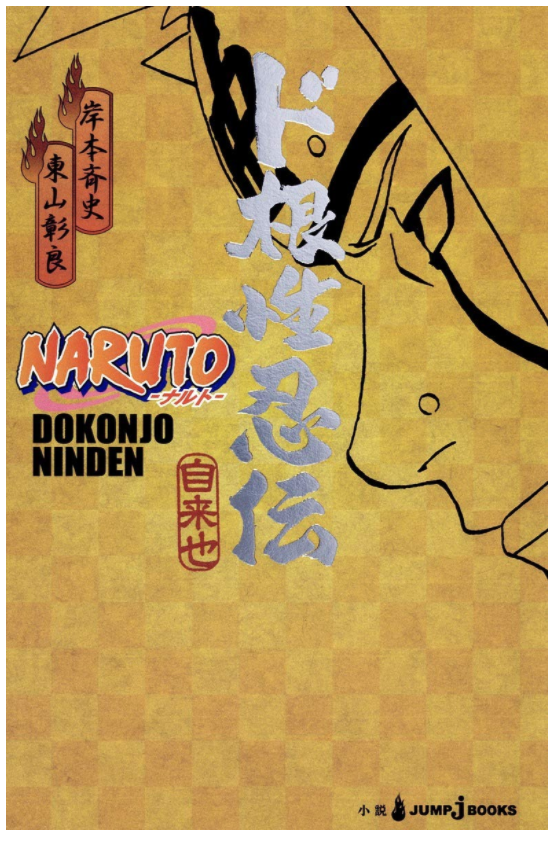 岸本斉史
東山彰良
ド根性忍伝
NARUTO
-ナルト-
DOKONJO
NINDEN
自来也
小説 JUMP j BOOKS